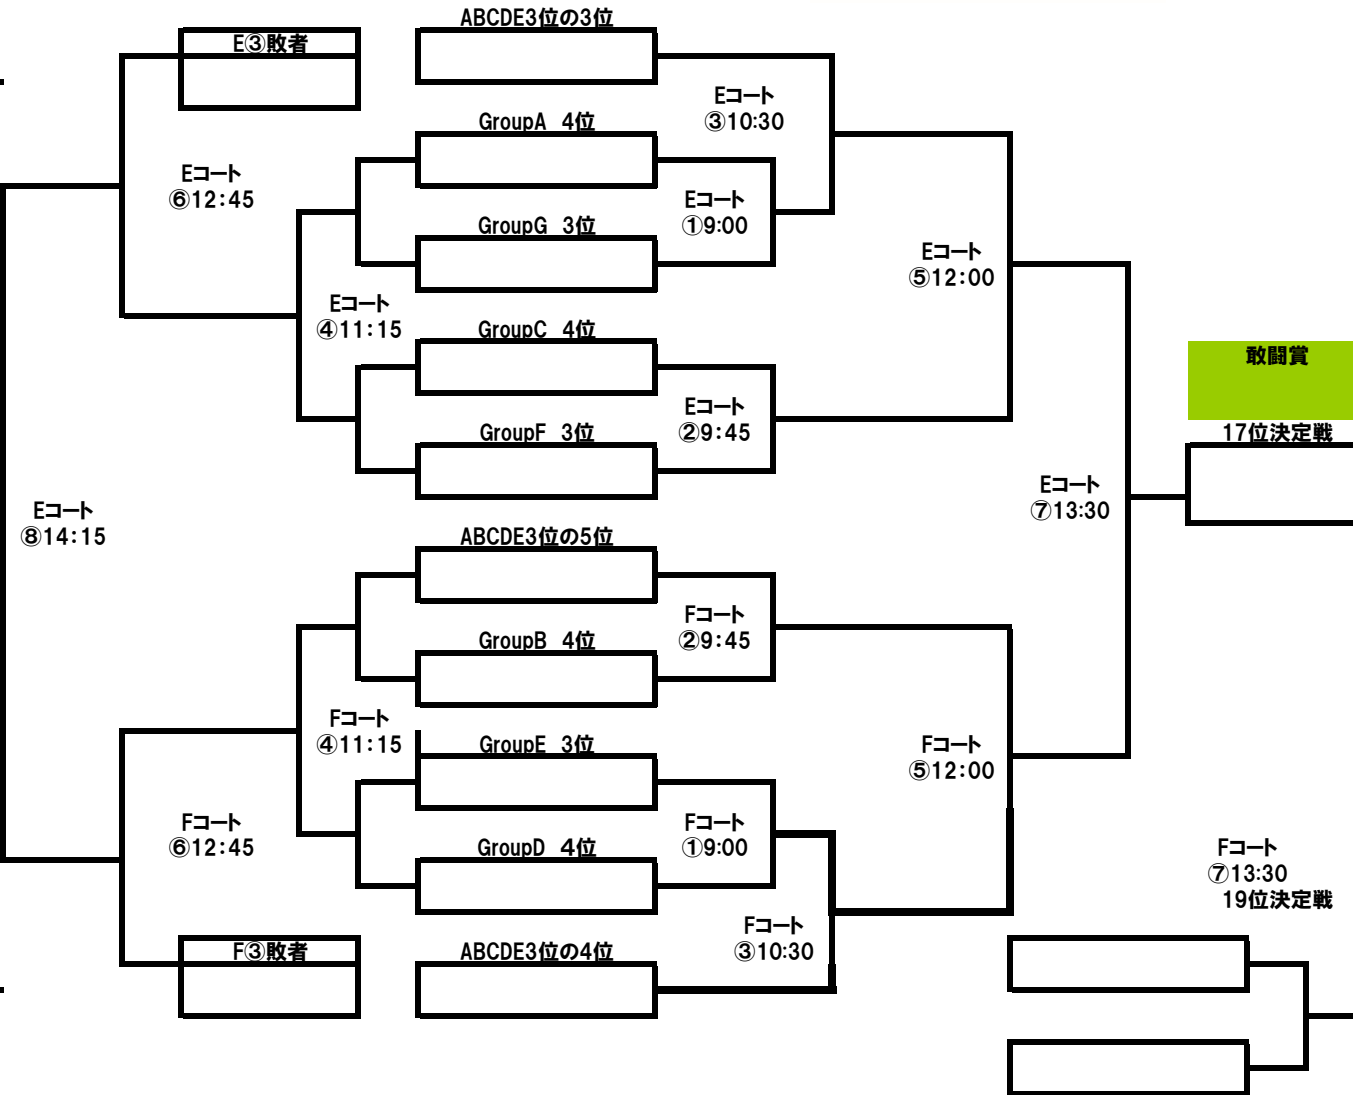 ABCDE3位の3位
E③敗者
Eコート
③10:30
GroupA 4位
Eコート
⑥12:45
Eコート
①9:00
GroupG 3位
Eコート
⑤12:00
Eコート
④11:15
GroupC 4位
敢闘賞
Eコート
②9:45
GroupF 3位
17位決定戦
Eコート
⑦13:30
Eコート
⑧14:15
ABCDE3位の5位
Fコート
②9:45
GroupB 4位
Fコート
④11:15
GroupE 3位
Fコート
⑤12:00
Fコート
⑥12:45
Fコート
①9:00
GroupD 4位
Fコート
⑦13:30
19位決定戦
Fコート
③10:30
F③敗者
ABCDE3位の4位